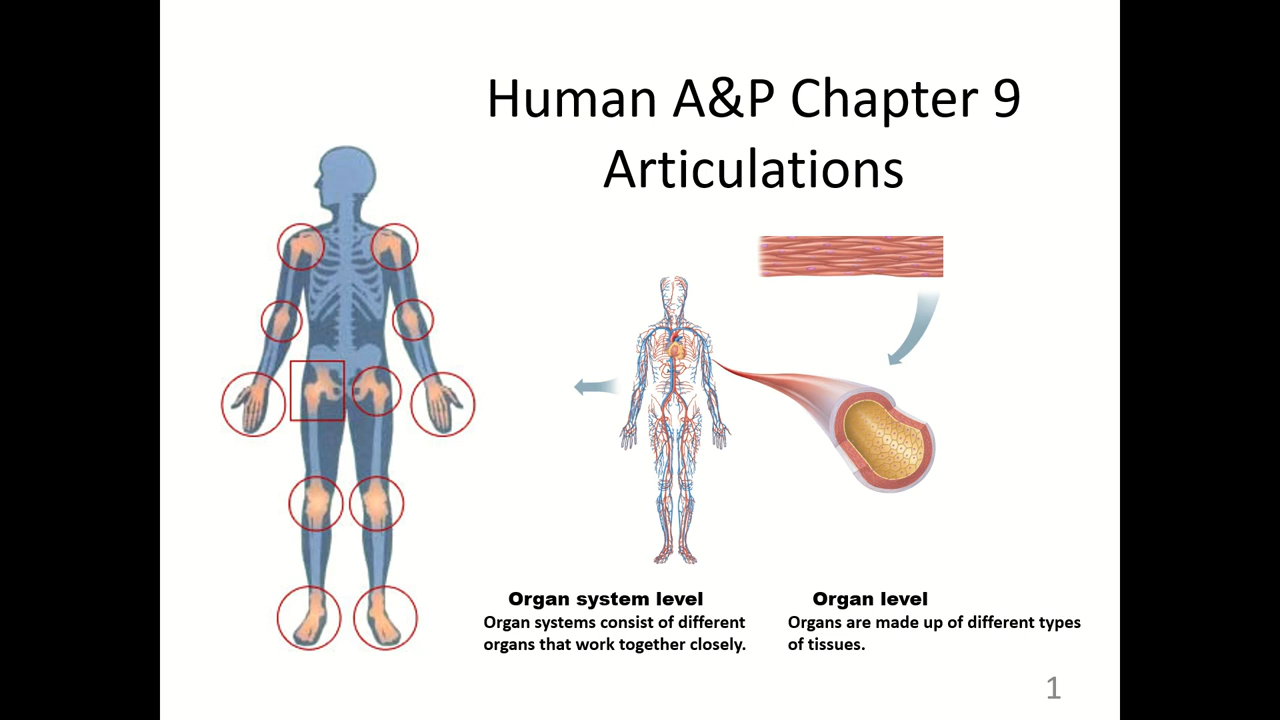 Human A&P Chapter 9
Articulations
Organ system level
Organ systems consist of different
organs that work together closely.
Organ level
Organs are made up of different types
of tissues.
1